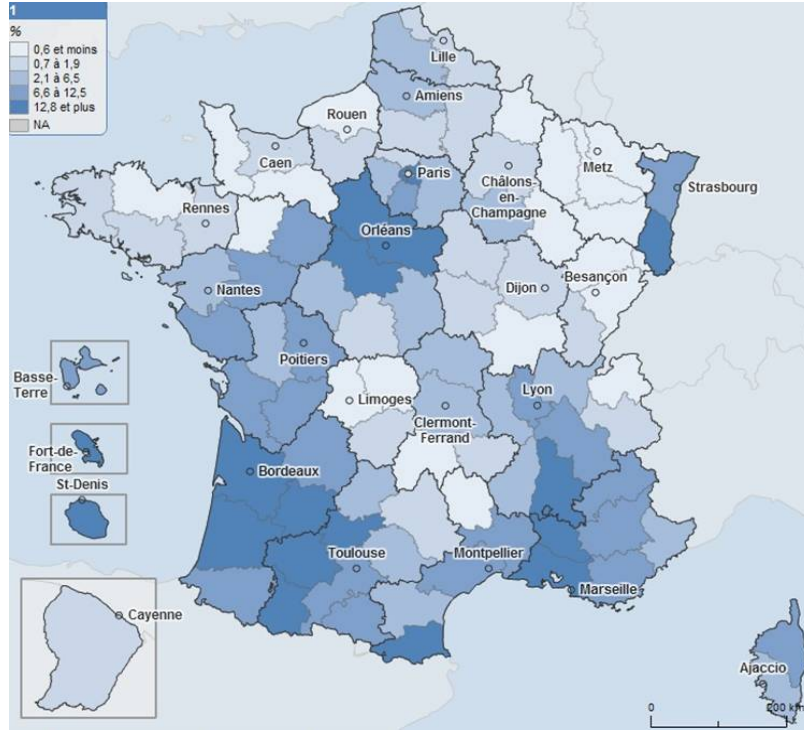 1
%
0,6 et moins
0,7 à 1,9
2,1 à 6,5
6,6 à 12,5
12,8 et plus
NA
Lille
Amiens
Rouen
Caen
Paris
Metz
Châlons-
en-
Champagne
Strasbourg
Rennes
Orléans
Nantes
Dijon
Besançon
Poitiers
Basse-
Terre
Limoges
Lyon
Clermont-
Ferrand
Fort-de-
France
Bordeaux
St-Denis
Toulouse
Montpellier
Marseille
Cayenne
Ajaccio
0
200 km